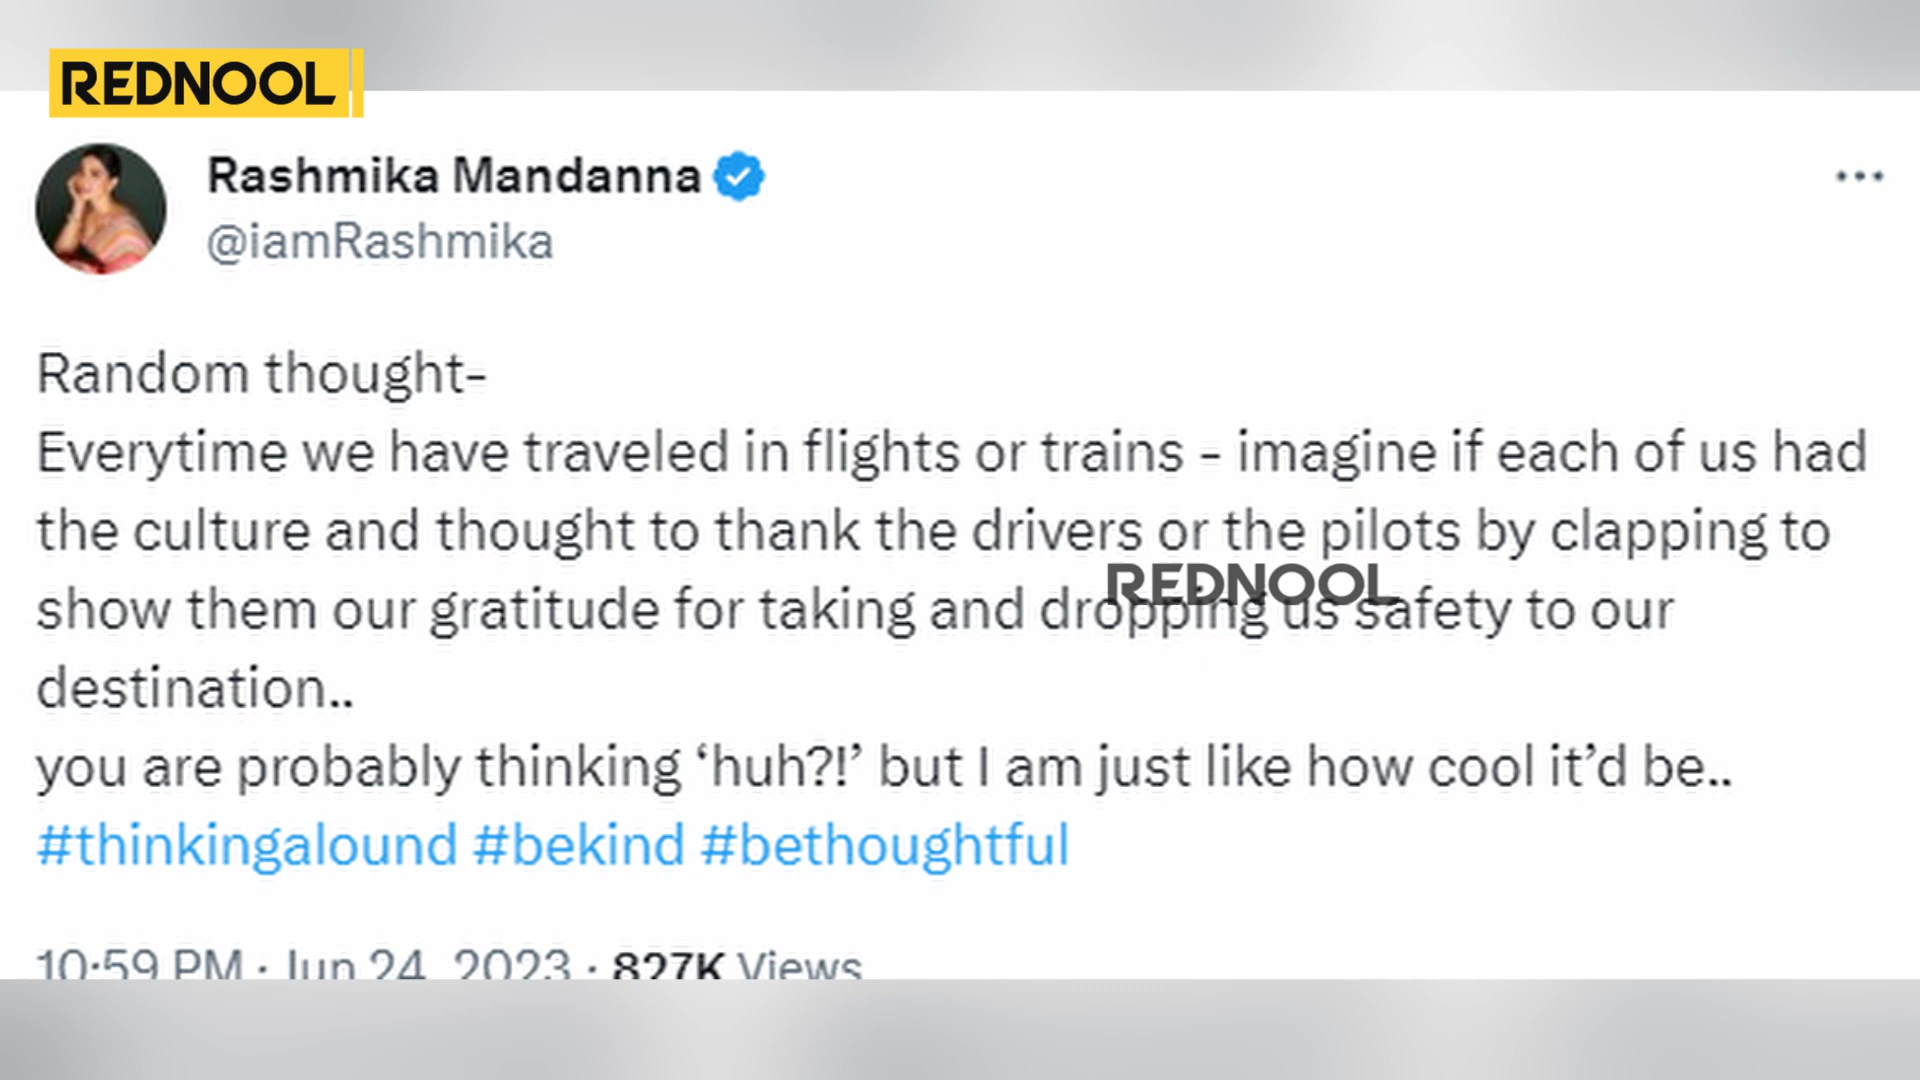 REDNOOL
Rashmika Mandanna
@iamRashmika
Random thought-
Everytime we have traveled in flights or trains - imagine if each of us had
the culture and thought to thank the drivers or the pilots by clapping to
REDNOOL
show them our gratitude for taking and dropping us safety to our
destination..
you are probably thinking ‘huh?!’ but I am just like how cool it’d be..
#thinkingalound #bekind #bethoughtful
10:59 PM · Jun 24, 2023 · 827K Views